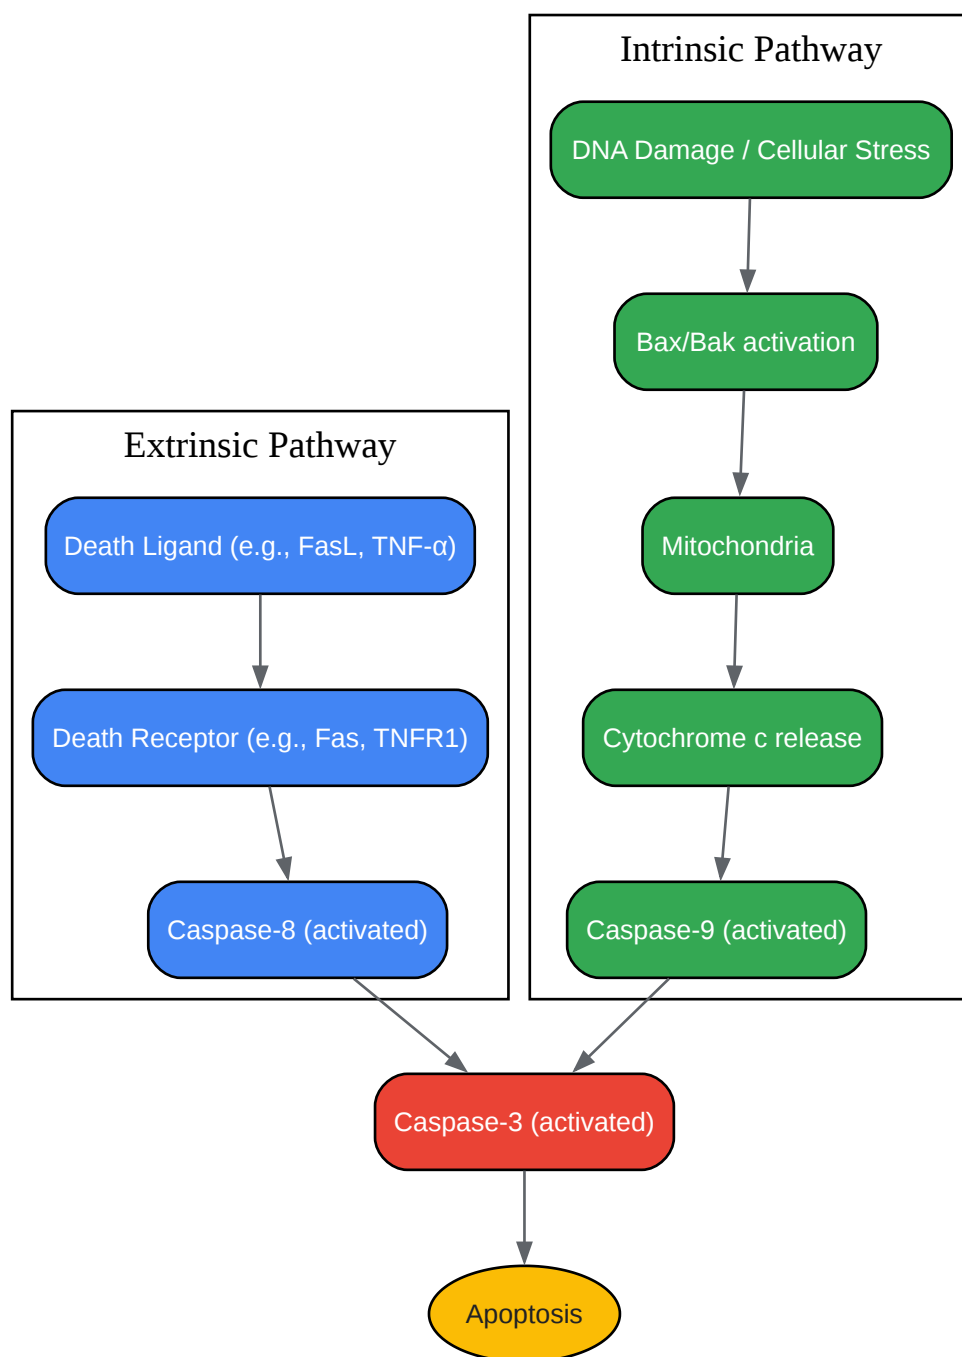 Intrinsic Pathway
DNA Damage / Cellular Stress
Bax/Bak activation
Mitochondria
Cytochrome c release
Caspase-9 (activated)
Extrinsic Pathway
Death Ligand (e.g., FasL, TNF-α)
Death Receptor (e.g., Fas, TNFR1)
Caspase-8 (activated)
Caspase-3 (activated)
Apoptosis